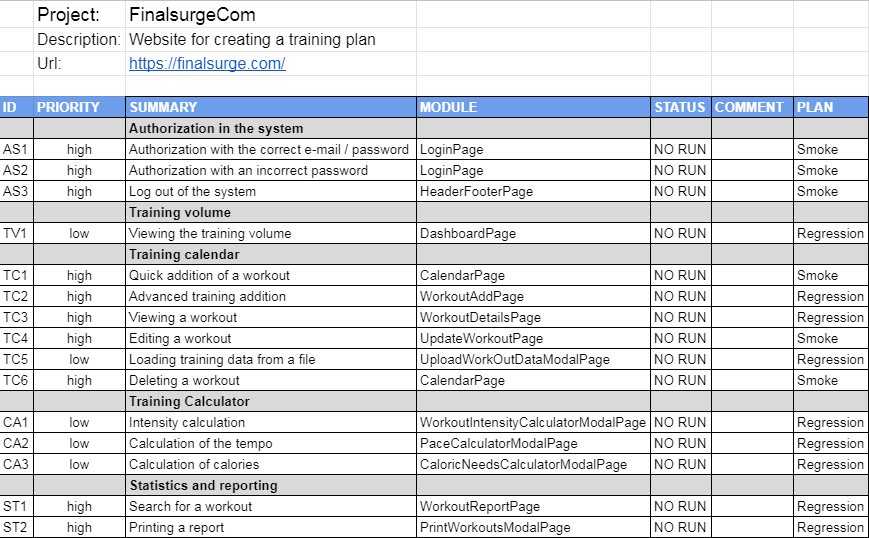 Project: FinalsurgeCom
Description: Website for creating a training plan
Url: https://finalsurge.com/
ID PRIORITY SUMMARY MODULE STATUS COMMENT PLAN
Authorization in the system
AS1 high Authorization with the correct e-mail / password LoginPage NO RUN Smoke
AS2 high Authorization with an incorrect password LoginPage NO RUN Smoke
AS3 high Log out of the system HeaderFooterPage NO RUN Smoke
Training volume
TV1 low Viewing the training volume DashboardPage NO RUN Regression
Training calendar
TC1 high Quick addition of a workout CalendarPage NO RUN Smoke
TC2 high Advanced training addition WorkoutAddPage NO RUN Regression
TC3 high Viewing a workout WorkoutDetailsPage NO RUN Regression
TC4 high Editing a workout UpdateWorkoutPage NO RUN Smoke
TC5 low Loading training data from a file UploadWorkOutDataModalPage NO RUN Regression
TC6 high Deleting a workout CalendarPage NO RUN Smoke
Training Calculator
CA1 low Intensity calculation WorkoutIntensityCalculatorModalPage NO RUN Regression
CA2 low Calculation of the tempo PaceCalculatorModalPage NO RUN Regression
CA3 low Calculation of calories CaloricNeedsCalculatorModalPage NO RUN Regression
Statistics and reporting
ST1 high Search for a workout WorkoutReportPage NO RUN Regression
ST2 high Printing a report PrintWorkoutsModalPage NO RUN Regression